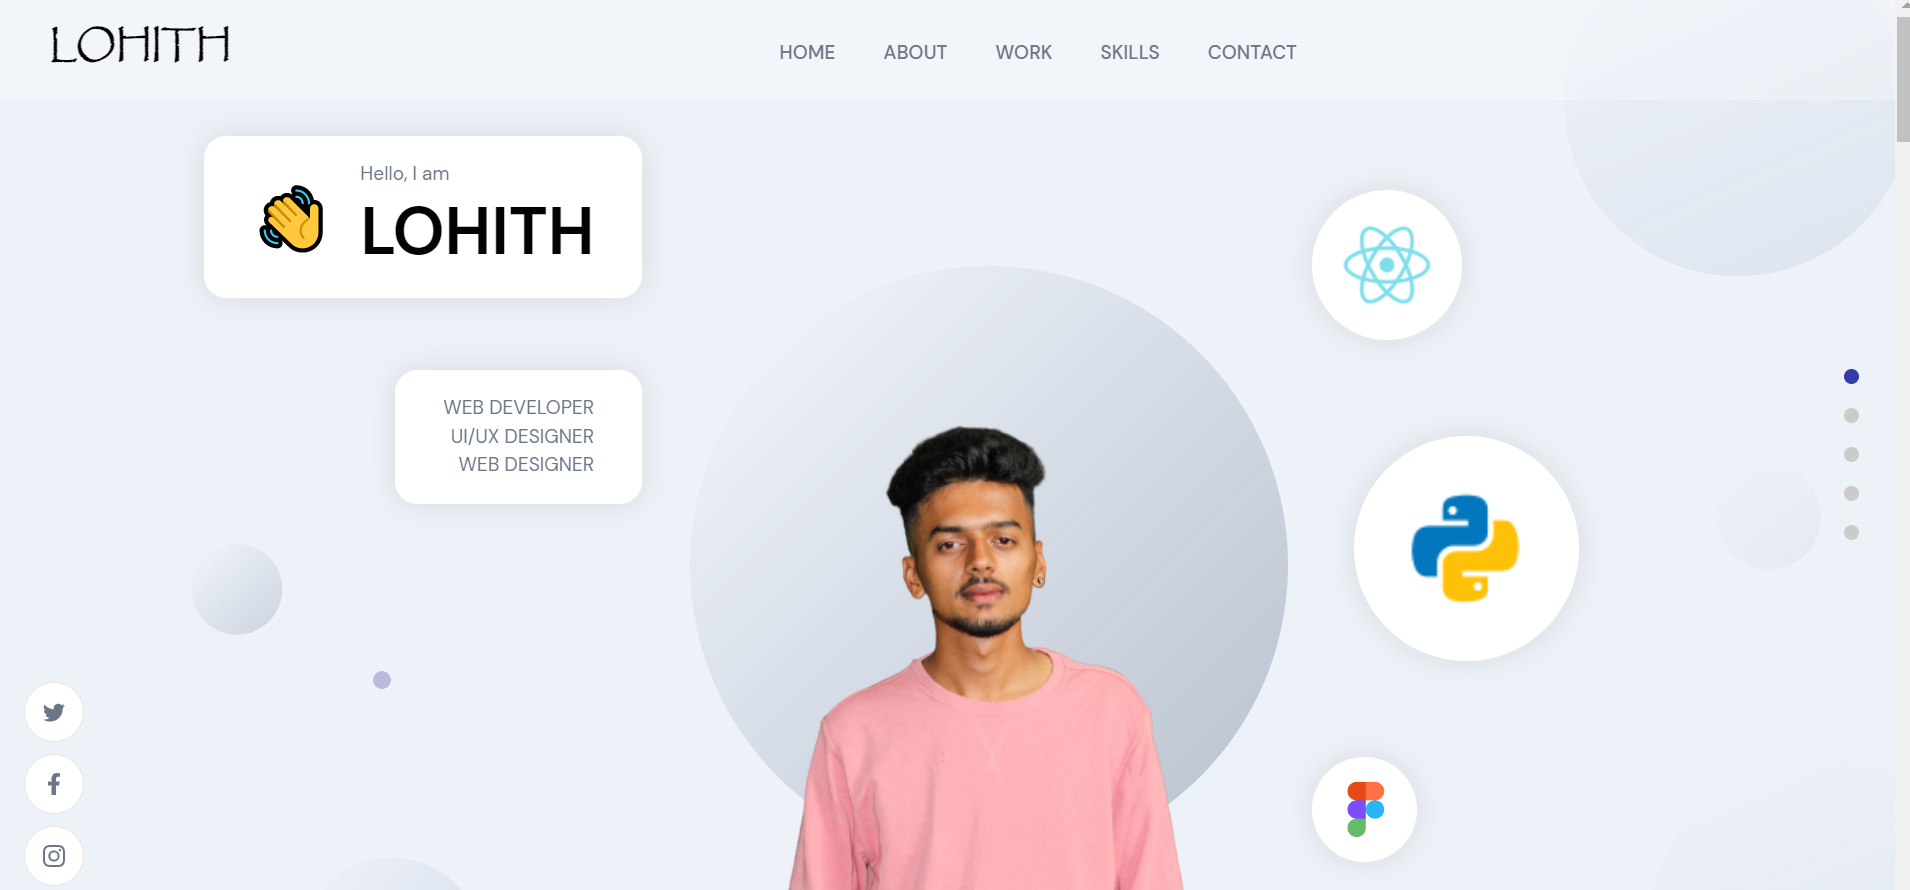 LOHITH
HOME ABOUT WORK SKILLS CONTACT
Hello, I am
LOHITH
WEB DEVELOPER
UI/UX DESIGNER
WEB DESIGNER